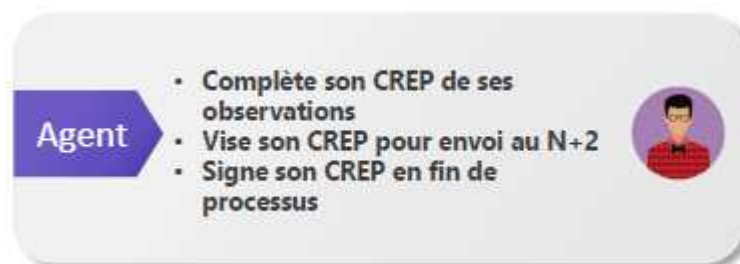 Agent
• Complète son CREP de ses
observations
• Vise son CREP pour envoi au N+2
• Signe son CREP en fin de
processus